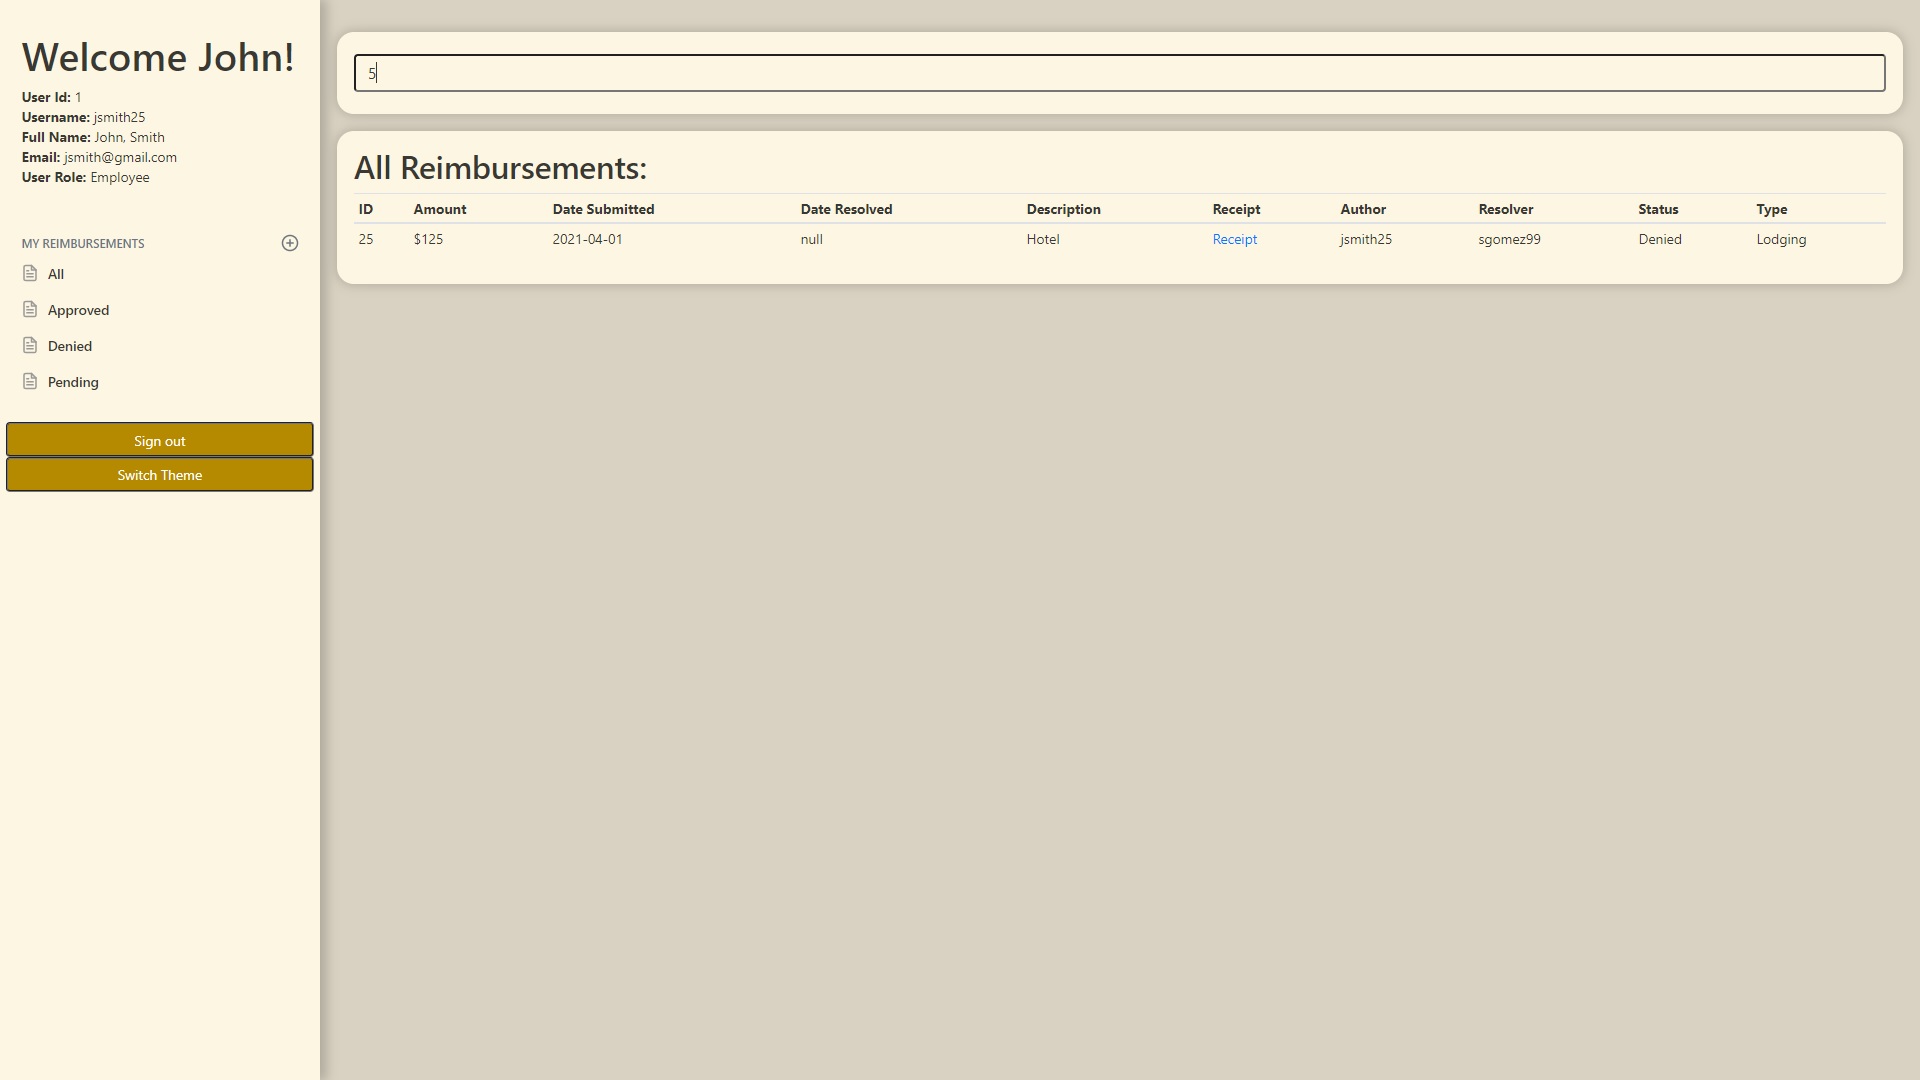 Welcome John!
User Id: 1
Username: jsmith25
Full Name: John, Smith
Email: jsmith@gmail.com
User Role: Employee
MY REIMBURSEMENTS
All
Approved
Denied
Pending
Sign out
Switch Theme
5
All Reimbursements:
ID Amount Date Submitted Date Resolved Description Receipt Author Resolver Status Type
25 $125 2021-04-01 null Hotel Receipt jsmith25 sgomez99 Denied Lodging